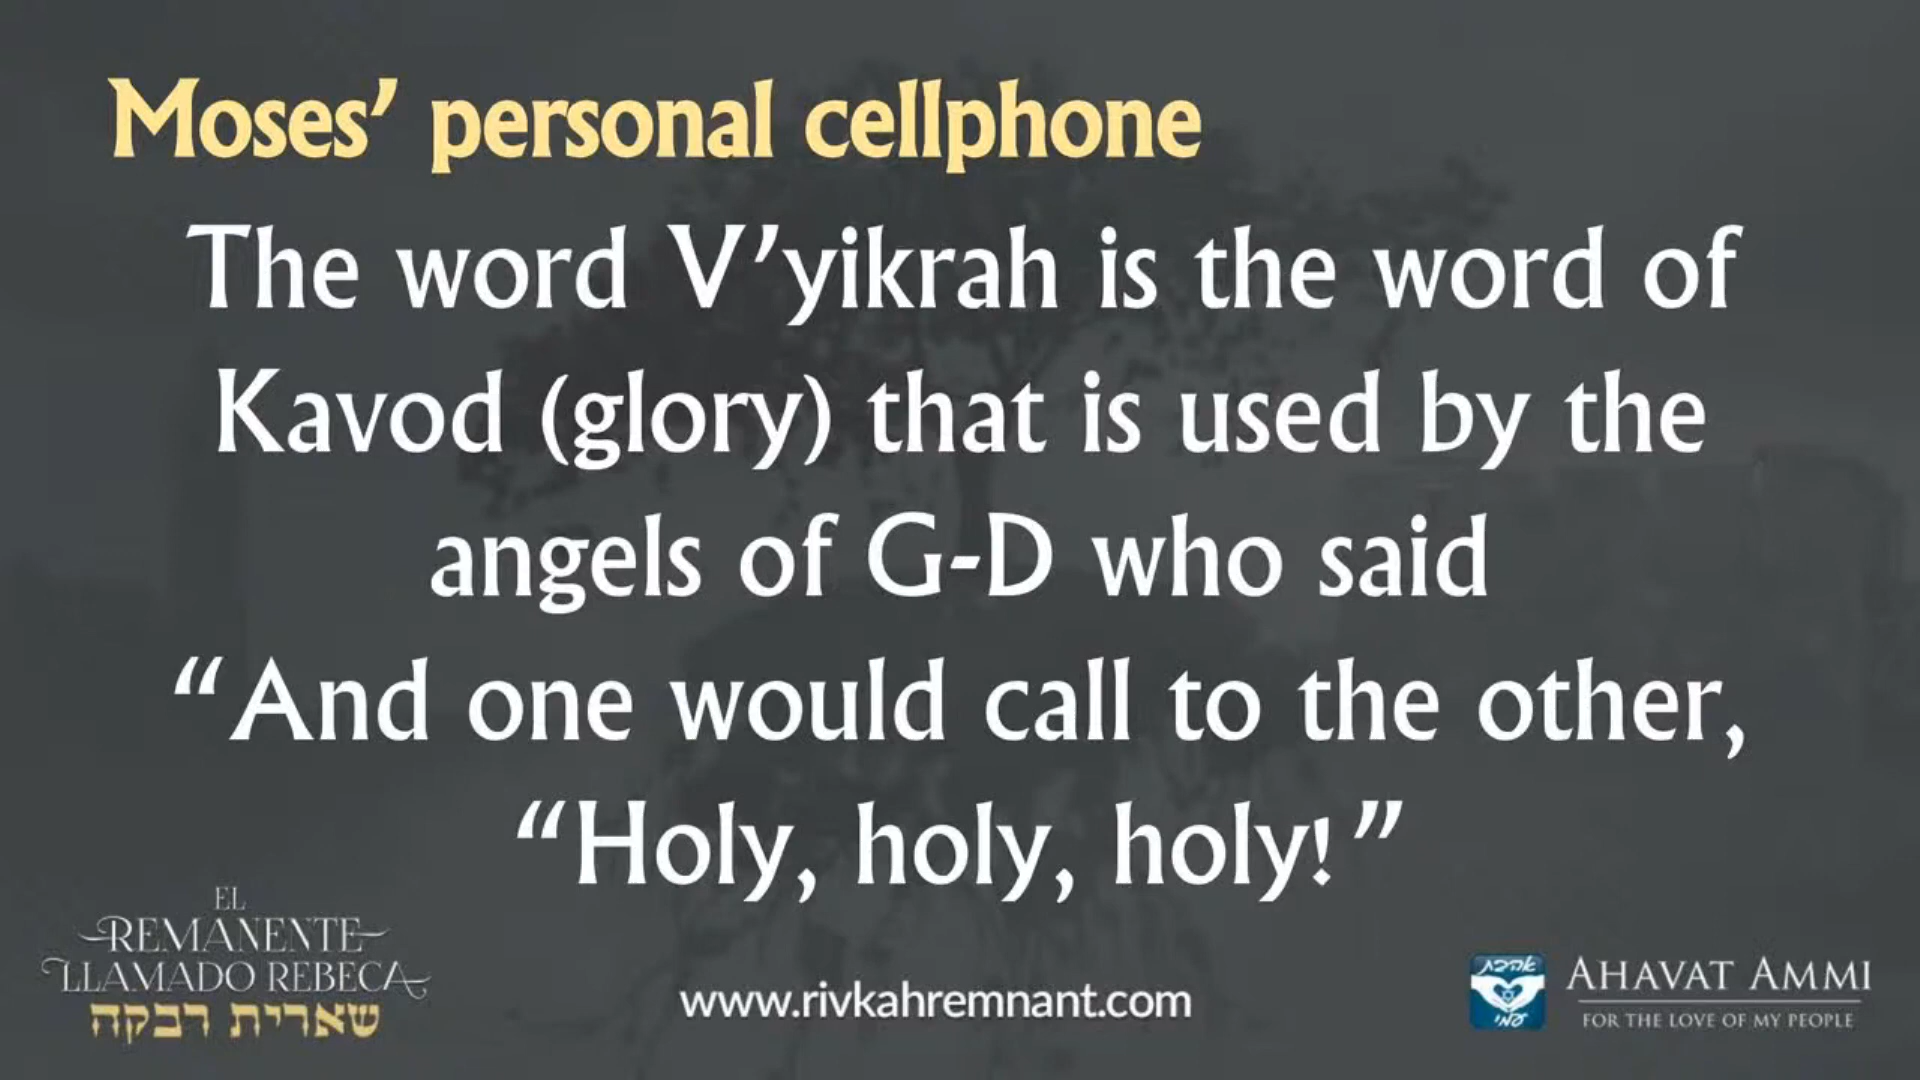 Moses’ personal cellphone
The word V’yikrah is the word of
Kavod (glory) that is used by the
angels of G-D who said
“And one would call to the other,
“Holy, holy, holy!”
EL
REMANENTE
LLAMADO REBECA
שארית רבקה
www.rivkahremnant.com
אהבת
עמי
AHAVAT AMMI
FOR THE LOVE OF MY PEOPLE